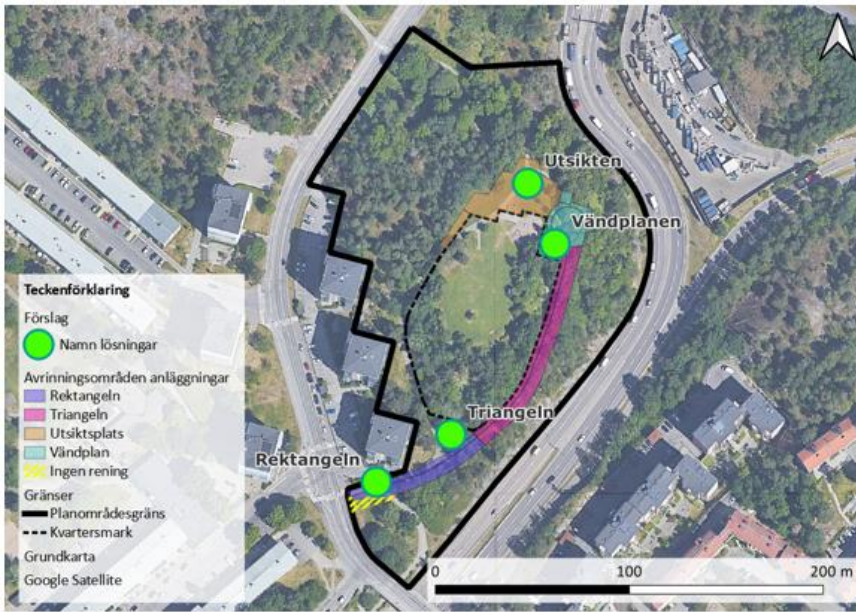 Utsikten
Vändplanen
Triangeln
Rektangeln
Teckenförklaring
Förslag
Namn lösningar
Avrinningsområden anläggningar
Rektangeln
Triangeln
Utsiktsplats
Vändplan
Ingen rening
Gränser
Planområdesgräns
Kvartersmark
Grundkarta
Google Satellite
0 100 200 m